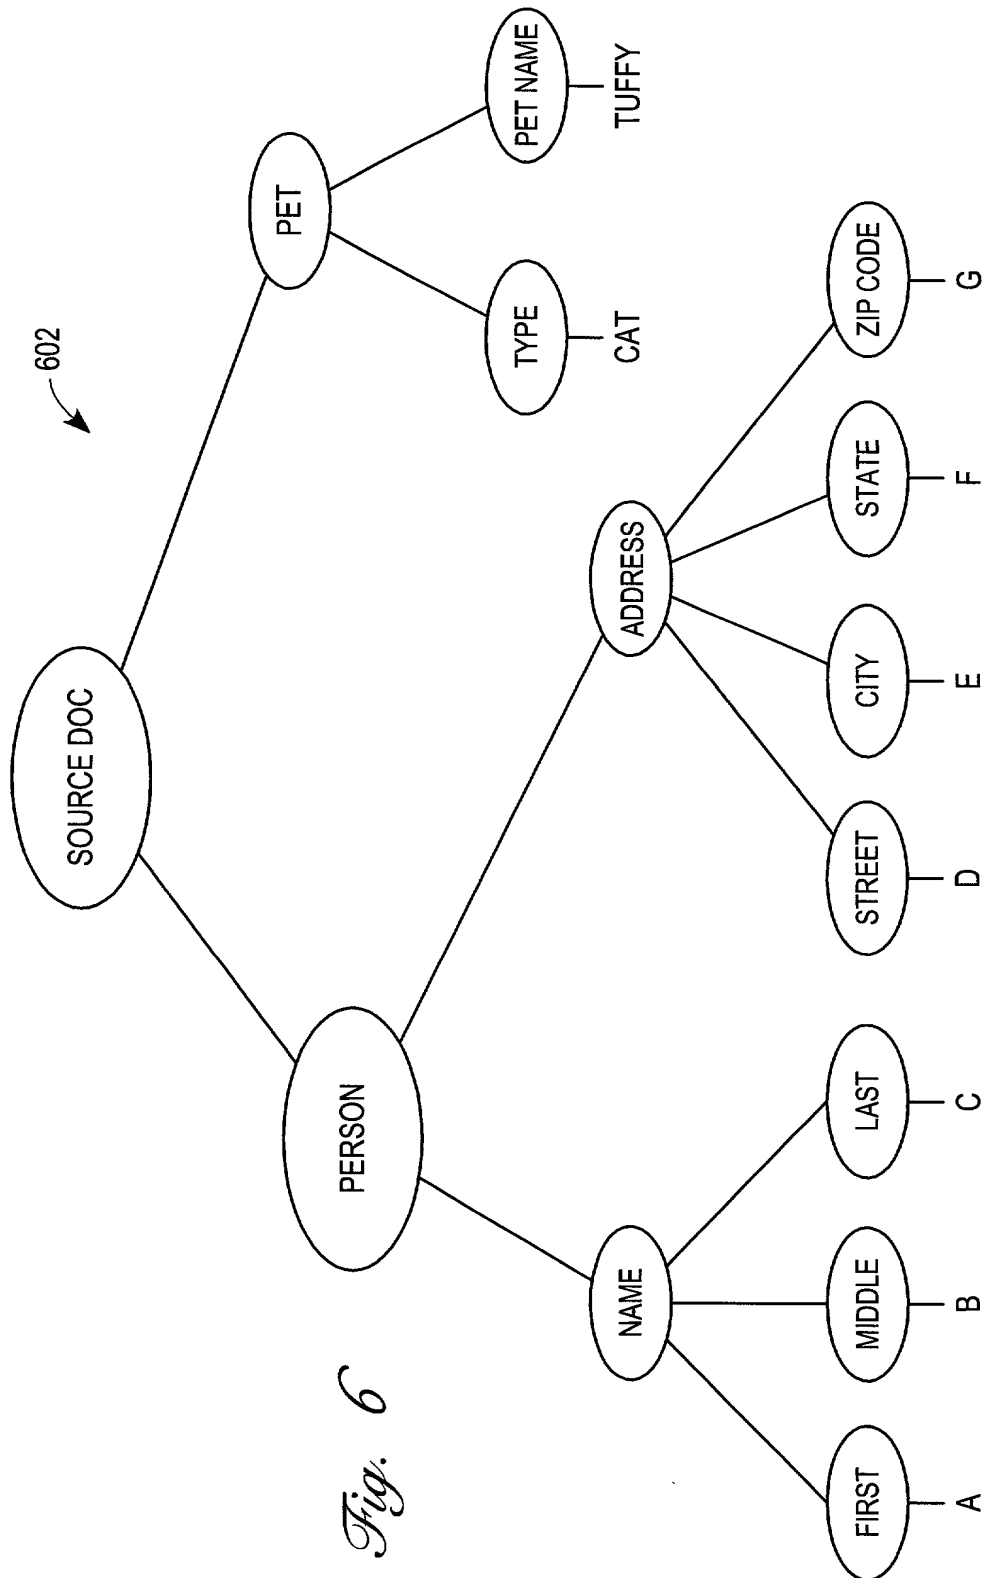 602
SOURCE DOC
PERSON
PET
TYPE
PET NAME
CAT
TUFFY
NAME
ADDRESS
FIRST
MIDDLE
LAST
STREET
CITY
STATE
ZIP CODE
A
B
C
D
E
F
G
Fig. 6